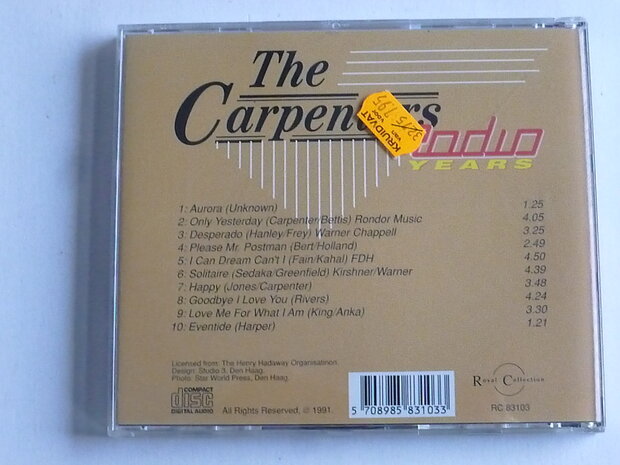 The
Carpenters
Radio
YEARS
KRUIDVAT
van
voor
7.95
1: Aurora (Unknown) 1.25
2: Only Yesterday (Carpenter/Bettis) Rondor Music 4.05
3: Desperado (Hanley/Frey) Warner Chappell 3.25
4: Please Mr. Postman (Bert/Holland) 2.49
5: I Can Dream Can't I (Fain/Kahal) FDH 4.50
6: Solitaire (Sedaka/Greenfield) Kirshner/Warner 4.39
7: Happy (Jones/Carpenter) 3.48
8: Goodbye I Love You (Rivers) 4.24
9: Love Me For What I Am (King/Anka) 3.30
10: Eventide (Harper) 1.21
Licensed from: The Henry Hadaway Organisatinon.
Design: Studio 3, Den Haag.
Photo: Star World Press, Den Haag.
COMPACT
disc
DIGITAL AUDIO
All Rights Reserved, ℗ 1991.
5 708985 831033
Royal Collection
RC 83103